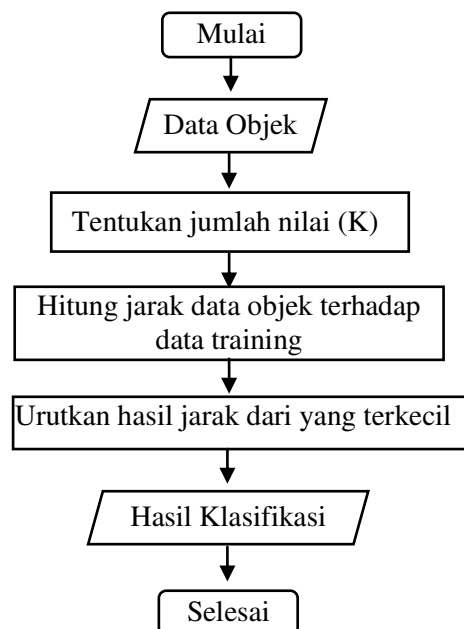 Mulai
Data Objek
Tentukan jumlah nilai (K)
Hitung jarak data objek terhadap
data training
Urutkan hasil jarak dari yang terkecil
Hasil Klasifikasi
Selesai